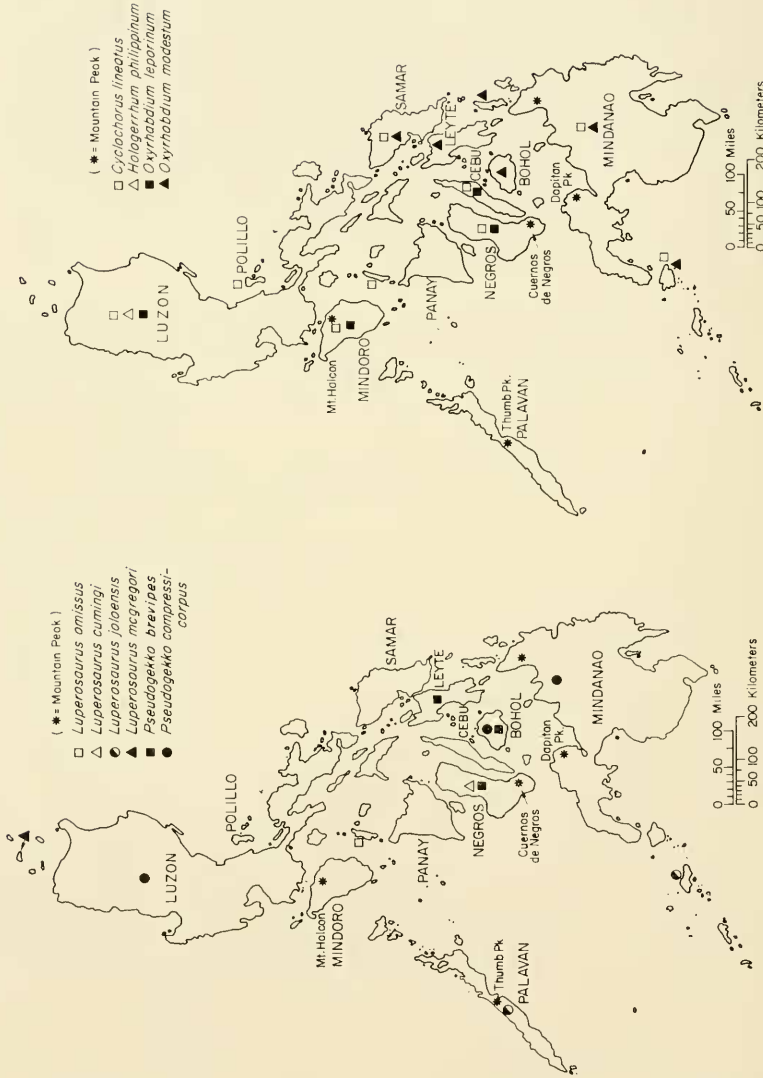 ( ✷ = Mountain Peak )
□ Luperosaurus amissus
△ Luperosaurus cumingi
◒ Luperosaurus joloensis
▲ Luperosaurus mcgregori
■ Pseudogekko brevipes
● Pseudogekko compressi-
corpus
LUZON
POLILLO
Mt. Halcon
MINDORO
SAMAR
LEYTE
PANAY
CEBU
NEGROS
BOHOL
Cuernos
de Negros
Dapitan
Pk.
Thumb Pk
PALAVAN
MINDANAO
0 50 100 Miles
0 50 100 200 Kilometers
( ✷ = Mountain Peak )
□ Cyclochorus lineatus
△ Hologerrhum philippinum
■ Oxyrhabdium leporinum
▲ Oxyrhabdium modestum
LUZON
POLILLO
Mt. Halcon
MINDORO
SAMAR
LEYTE
PANAY
CEBU
NEGROS
BOHOL
Cuernos
de Negros
Dapitan
Pk
Thumb Pk.
PALAVAN
MINDANAO
0 50 100 Miles
0 50 100 200 Kilometers